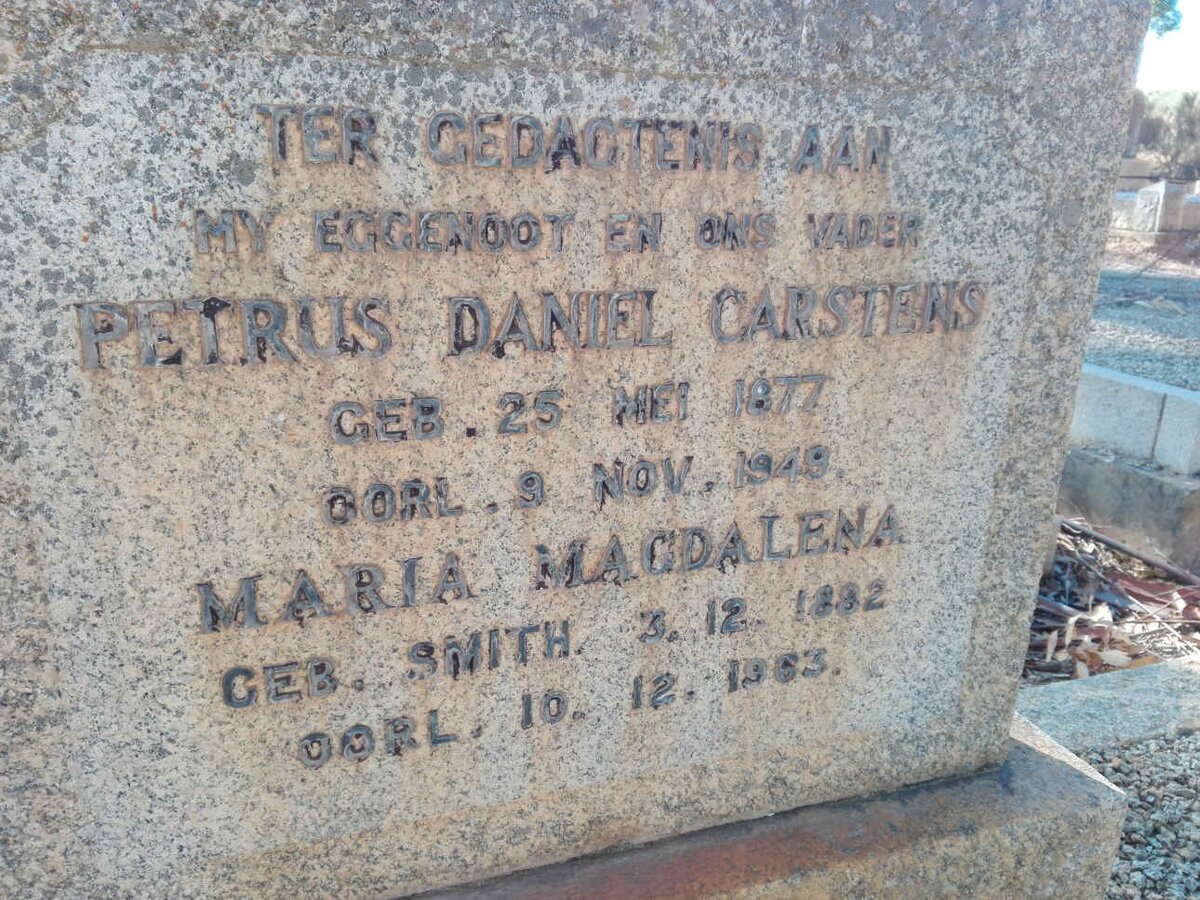 TER GEDAGTENIS AAN
MY EGGENOOT EN ONS VADER
PETRUS DANIEL CARSTENS
GEB. 25 MEI 1877
OORL. 9 NOV. 1949
MARIA MAGDALENA
GEB. SMITH. 3. 12. 1882
OORL. 10. 12. 1963.